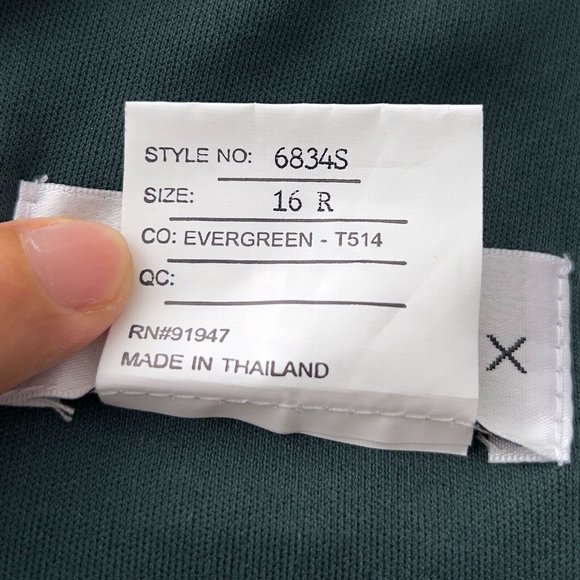 STYLE NO: 6834S
SIZE: 16 R
CO: EVERGREEN - T514
QC:
RN#91947
MADE IN THAILAND
X